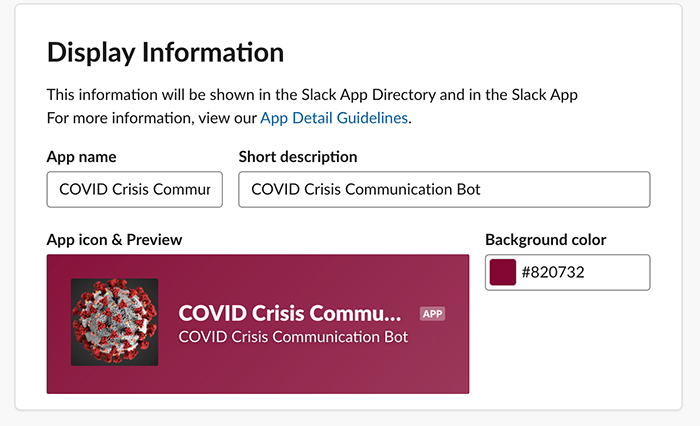 Display Information
This information will be shown in the Slack App Directory and in the Slack App
For more information, view our App Detail Guidelines.
App name
Short description
COVID Crisis Commur
COVID Crisis Communication Bot
App icon & Preview
Background color
#820732
COVID Crisis Commu... APP
COVID Crisis Communication Bot